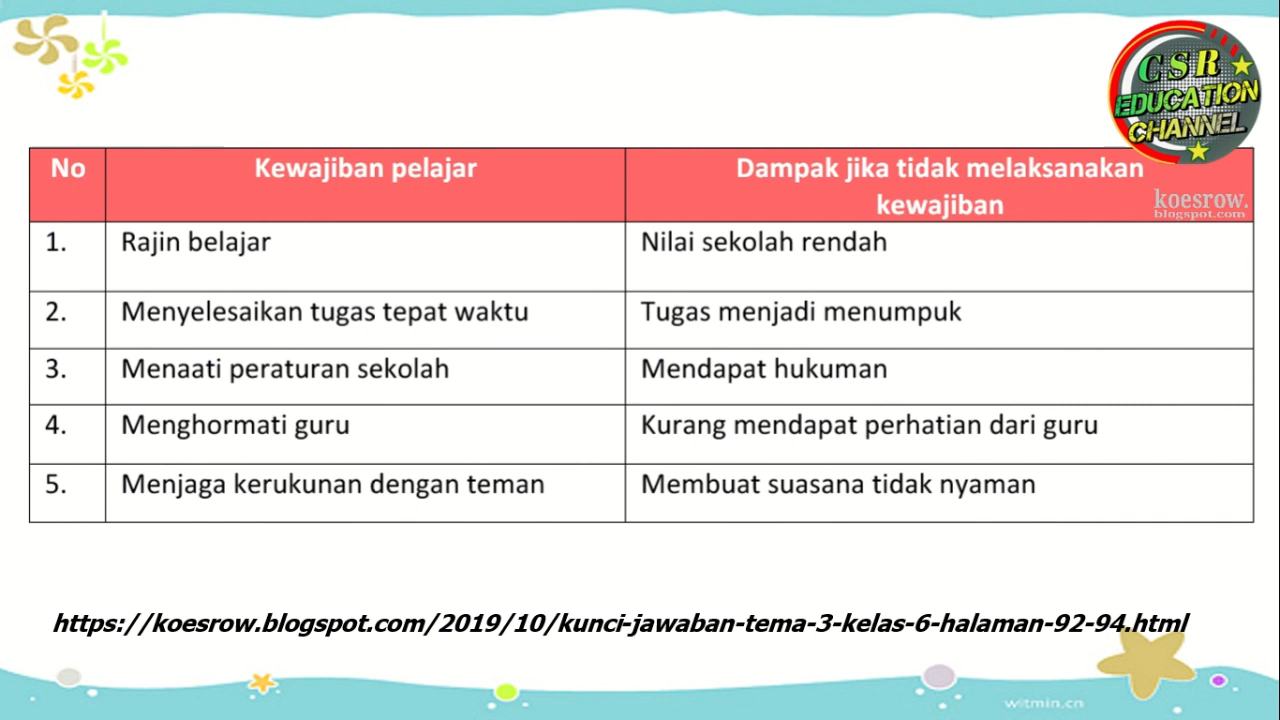 CSR
EDUCATION
CHANNEL
No Kewajiban pelajar Dampak jika tidak melaksanakan
kewajiban
koesrow.
blogspot.com
1. Rajin belajar Nilai sekolah rendah
2. Menyelesaikan tugas tepat waktu Tugas menjadi menumpuk
3. Menaati peraturan sekolah Mendapat hukuman
4. Menghormati guru Kurang mendapat perhatian dari guru
5. Menjaga kerukunan dengan teman Membuat suasana tidak nyaman
https://koesrow.blogspot.com/2019/10/kunci-jawaban-tema-3-kelas-6-halaman-92-94.html
witmin.cn